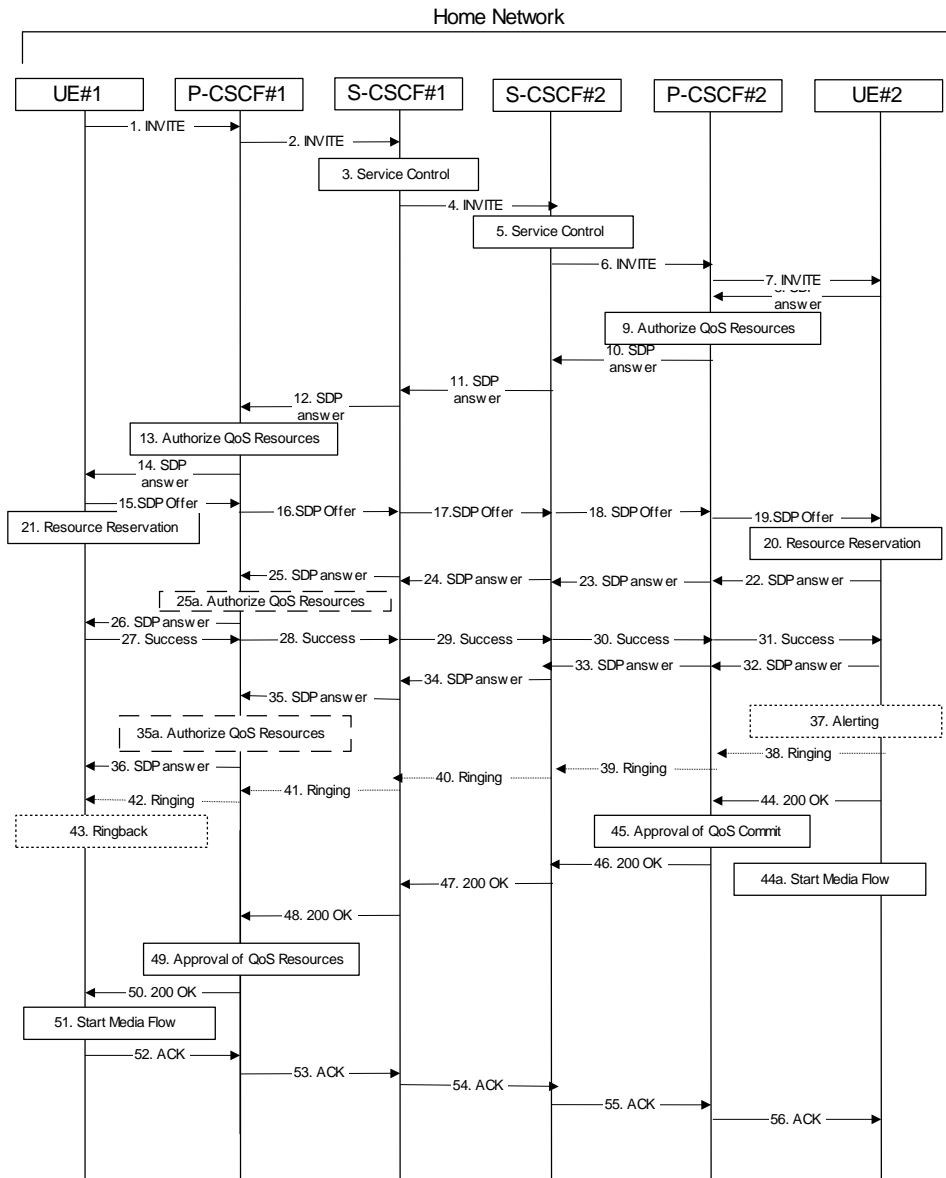 Home Network
UE#1
P-CSCF#1
S-CSCF#1
S-CSCF#2
P-CSCF#2
UE#2
1. INVITE
2. INVITE
3. Service Control
4. INVITE
5. Service Control
6. INVITE
7. INVITE
SDP
answer
9. Authorize QoS Resources
10. SDP
answer
11. SDP
answer
12. SDP
answer
13. Authorize QoS Resources
14. SDP
answer
15.SDP Offer
16.SDP Offer
17.SDP Offer
18. SDP Offer
19.SDP Offer
21. Resource Reservation
20. Resource Reservation
25. SDP answer
24. SDP answer
23. SDP answer
22. SDP answer
25a. Authorize QoS Resources
26. SDP answer
27. Success
28. Success
29. Success
30. Success
31. Success
33. SDP answer
32. SDP answer
34. SDP answer
35. SDP answer
37. Alerting
35a. Authorize QoS Resources
38. Ringing
36. SDP answer
39. Ringing
40. Ringing
41. Ringing
42. Ringing
44. 200 OK
43. Ringback
45. Approval of QoS Commit
46. 200 OK
44a. Start Media Flow
47. 200 OK
48. 200 OK
49. Approval of QoS Resources
50. 200 OK
51. Start Media Flow
52. ACK
53. ACK
54. ACK
55. ACK
56. ACK